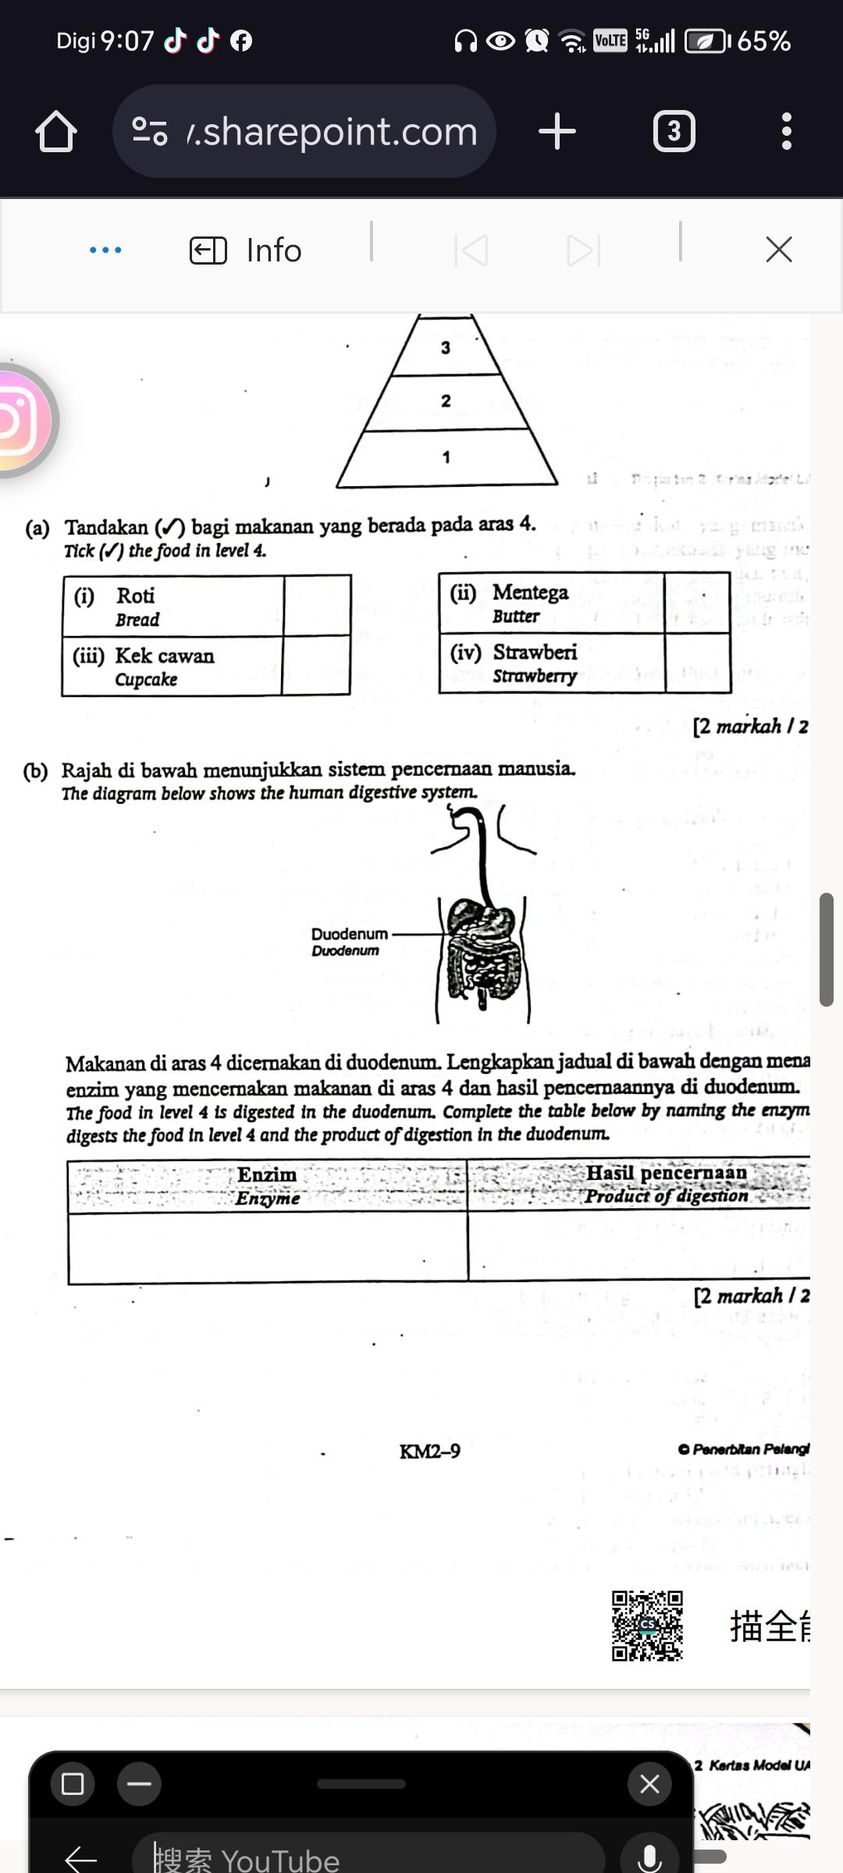 Digi 9:07
VoLTE 5G 65%
/.sharepoint.com
3
Info
3
2
1
(a) Tandakan (✓) bagi makanan yang berada pada aras 4.
Tick (✓) the food in level 4.
(i) Roti
Bread
(ii) Mentega
Butter
(iii) Kek cawan
Cupcake
(iv) Strawberi
Strawberry
[2 markah / 2
(b) Rajah di bawah menunjukkan sistem pencernaan manusia.
The diagram below shows the human digestive system.
Duodenum
Duodenum
Makanan di aras 4 dicernakan di duodenum. Lengkapkan jadual di bawah dengan mena
enzim yang mencernakan makanan di aras 4 dan hasil pencernaannya di duodenum.
The food in level 4 is digested in the duodenum. Complete the table below by naming the enzym
digests the food in level 4 and the product of digestion in the duodenum.
Enzim
Enzyme
Hasil pencernaan
Product of digestion
[2 markah / 2
KM2–9
© Penerbitan Pelangi
CS
描全能
2 Kertas Model UA
搜索 YouTube